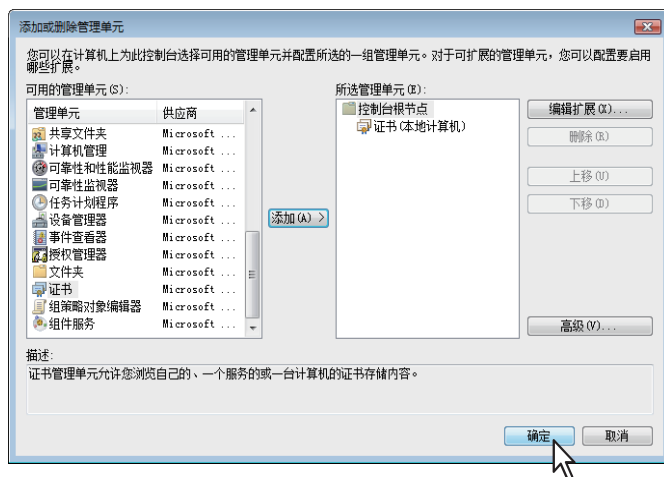 添加或删除管理单元
您可以在计算机上为此控制台选择可用的管理单元并配置所选的一组管理单元。对于可扩展的管理单元，您可以配置要启用
哪些扩展。
可用的管理单元(S):
管理单元 供应商
共享文件夹 Microsoft ...
计算机管理 Microsoft ...
可靠性和性能监视器 Microsoft ...
可靠性监视器 Microsoft ...
任务计划程序 Microsoft ...
设备管理器 Microsoft ...
事件查看器 Microsoft ...
授权管理器 Microsoft ...
文件夹 Microsoft ...
证书 Microsoft ...
组策略对象编辑器 Microsoft ...
组件服务 Microsoft ...
添加(A) >
所选管理单元(E):
控制台根节点
证书(本地计算机)
编辑扩展(X)...
删除(R)
上移(U)
下移(D)
高级(V)...
描述:
证书管理单元允许您浏览自己的、一个服务的或一台计算机的证书存储内容。
确定
取消